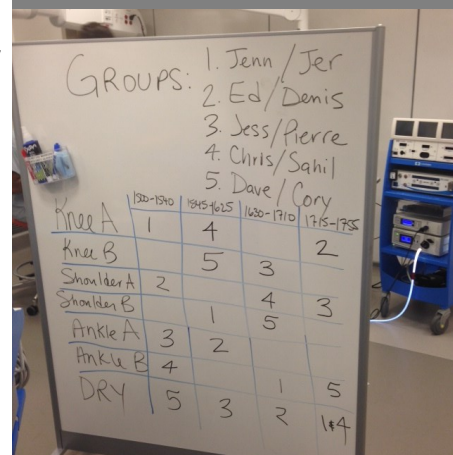 GROUPS: 1. Jenn/Jer
2. Ed/Denis
3. Jess/Pierre
4. Chris/Sahil
5. Dave/Cory
1500-1540 1545-1625 1630-1710 1715-1755
Knee A 1 4 2
Knee B 5 3
Shoulder A 2 4 3
Shoulder B 1 5
Ankle A 3 2
Ankle B 4 1 5
DRY 5 3 2 1+4